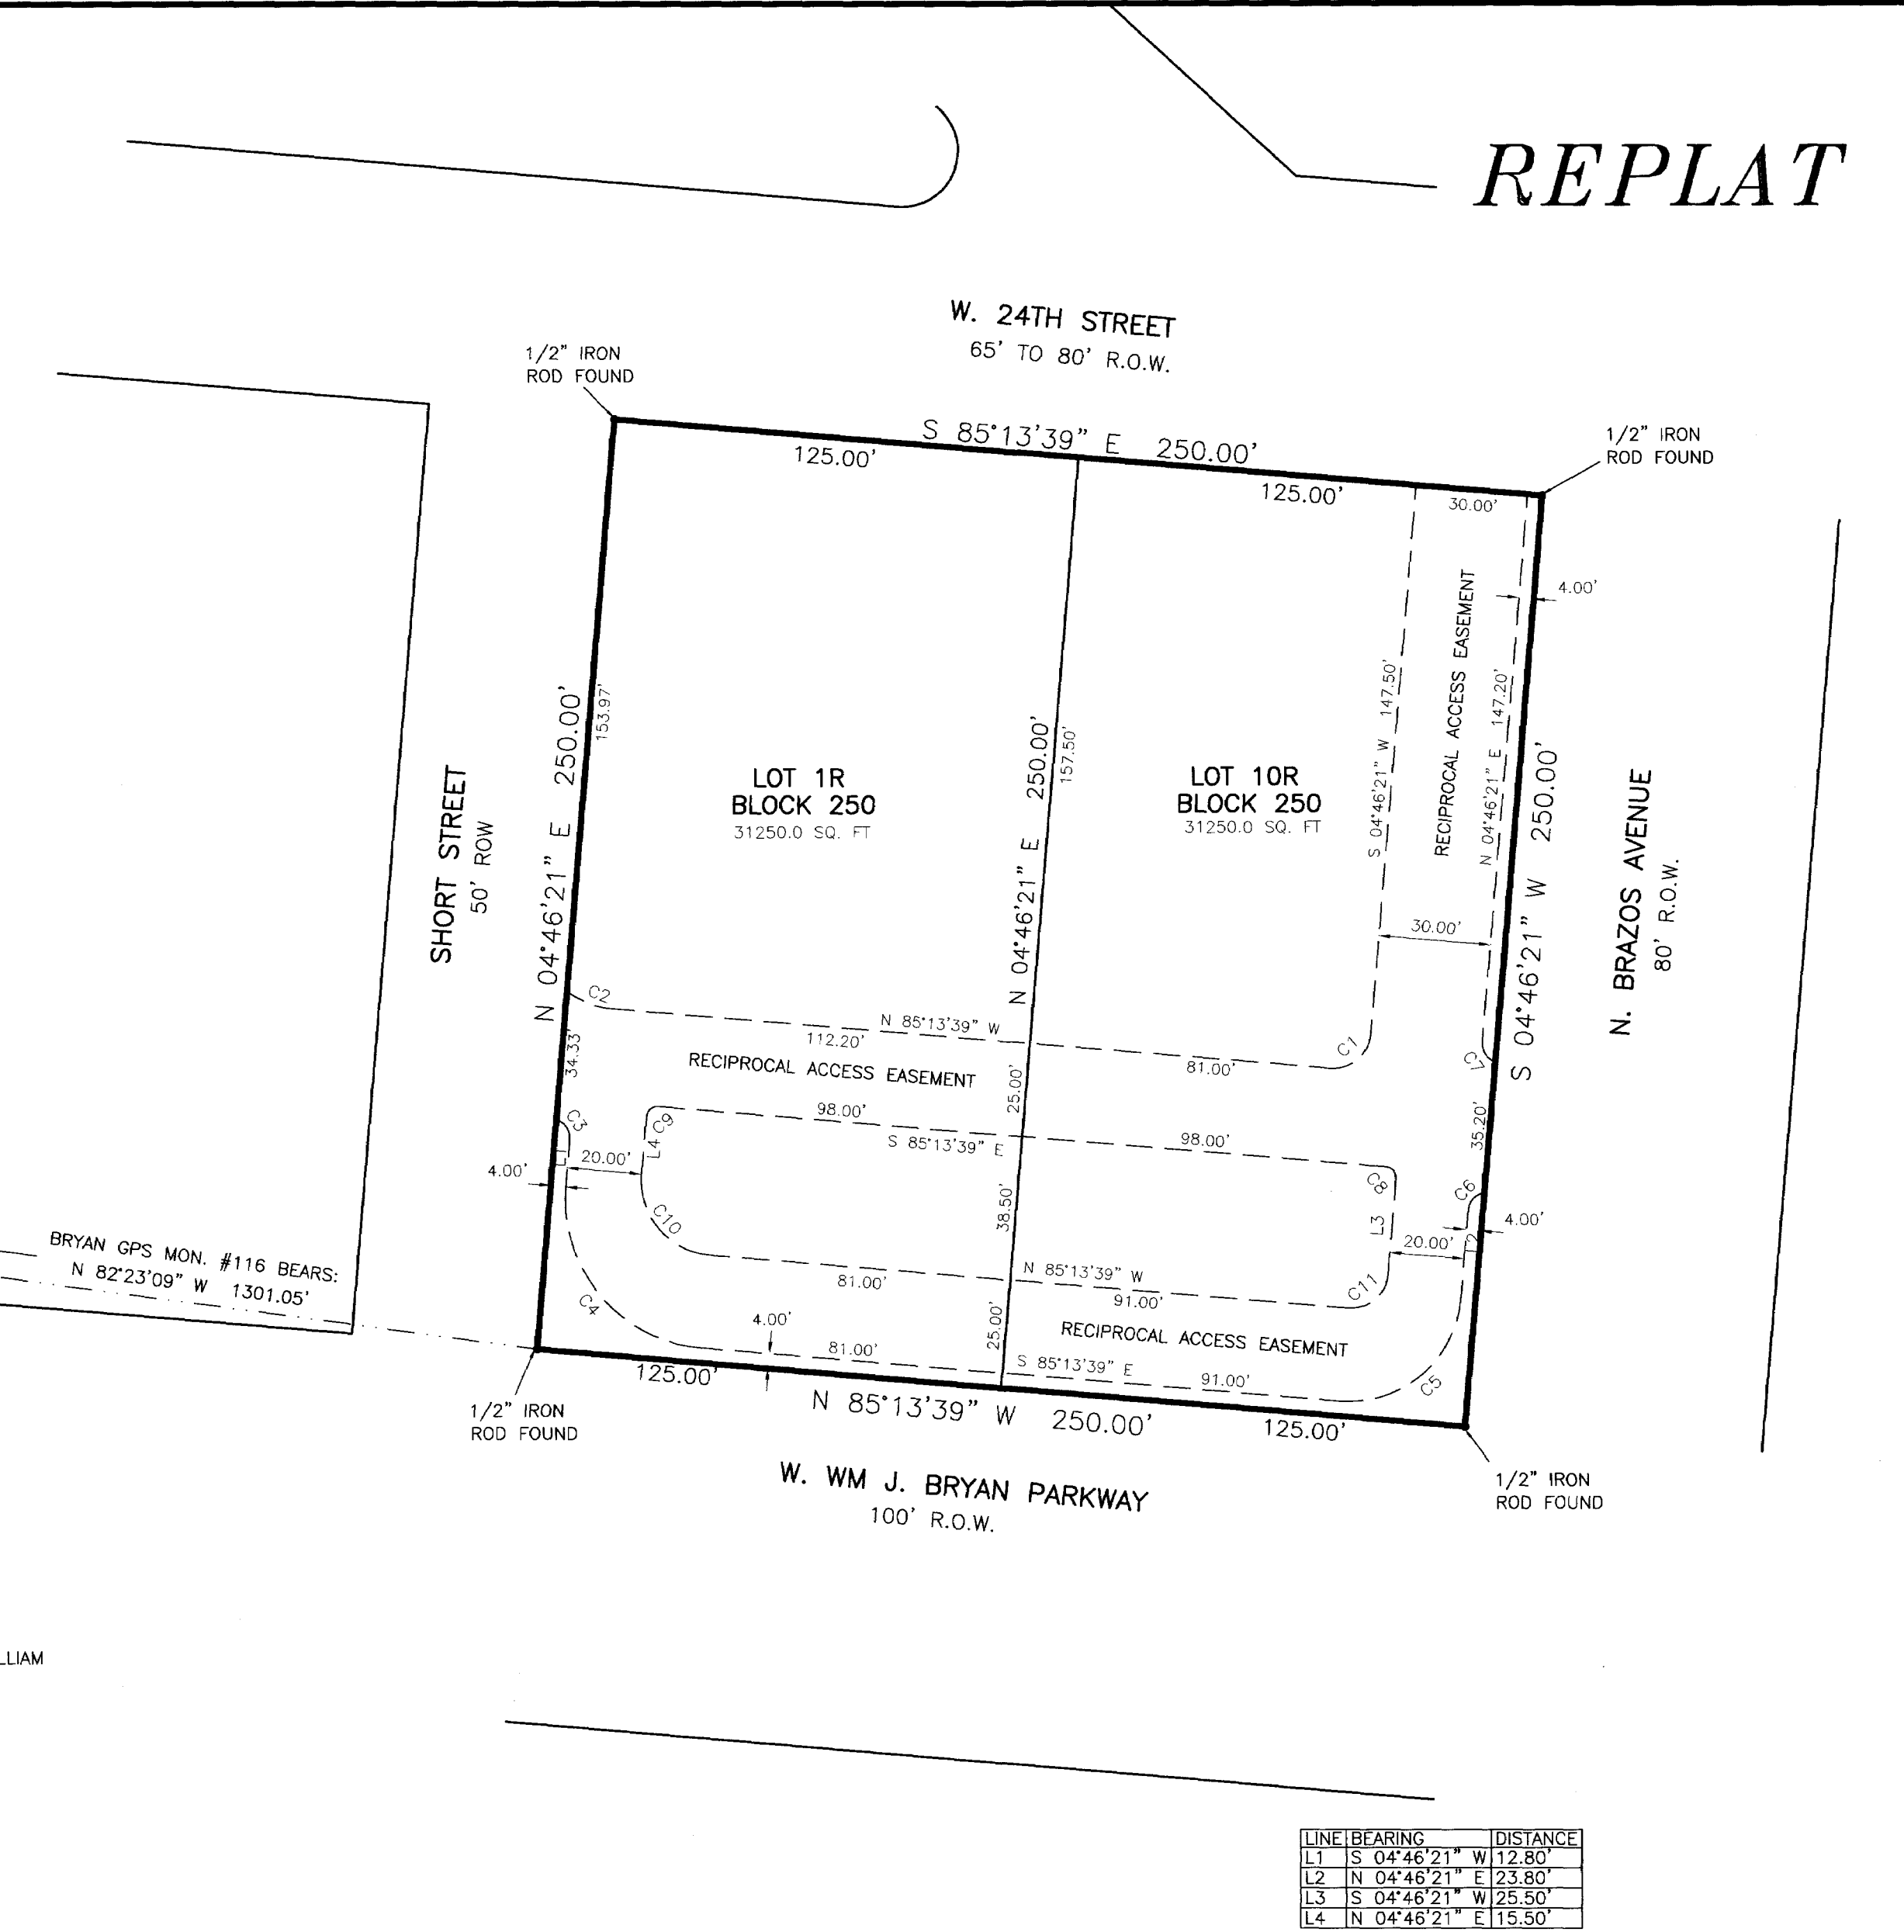 REPLAT
W. 24TH STREET
65' TO 80' R.O.W.
1/2" IRON
ROD FOUND
1/2" IRON
ROD FOUND
S 85°13'39" E 250.00'
125.00'
125.00'
30.00'
4.00'
RECIPROCAL ACCESS EASEMENT
S 04°46'21" W 147.50'
N 04°46'21" E 147.20'
N 04°46'21" E 250.00'
153.97'
N 04°46'21" E 250.00'
157.50'
S 04°46'21" W 250.00'
SHORT STREET
50' ROW
LOT 1R
BLOCK 250
31250.0 SQ. FT
LOT 10R
BLOCK 250
31250.0 SQ. FT
N. BRAZOS AVENUE
80' R.O.W.
30.00'
C2
N 85°13'39" W
112.20'
81.00'
C1
C7
34.33'
RECIPROCAL ACCESS EASEMENT
25.00'
35.20'
C3
C9
98.00'
S 85°13'39" E
98.00'
C8
C6
L1
L4
20.00'
4.00'
C10
38.50'
L3
L2
20.00'
4.00'
BRYAN GPS MON. #116 BEARS:
N 82°23'09" W 1301.05'
81.00'
N 85°13'39" W
91.00'
C11
C4
4.00'
81.00'
25.00'
RECIPROCAL ACCESS EASEMENT
S 85°13'39" E
91.00'
C5
125.00'
N 85°13'39" W 250.00'
125.00'
1/2" IRON
ROD FOUND
1/2" IRON
ROD FOUND
W. WM J. BRYAN PARKWAY
100' R.O.W.
LLIAM
LINE BEARING DISTANCE
L1 S 04°46'21" W 12.80'
L2 N 04°46'21" E 23.80'
L3 S 04°46'21" W 25.50'
L4 N 04°46'21" E 15.50'